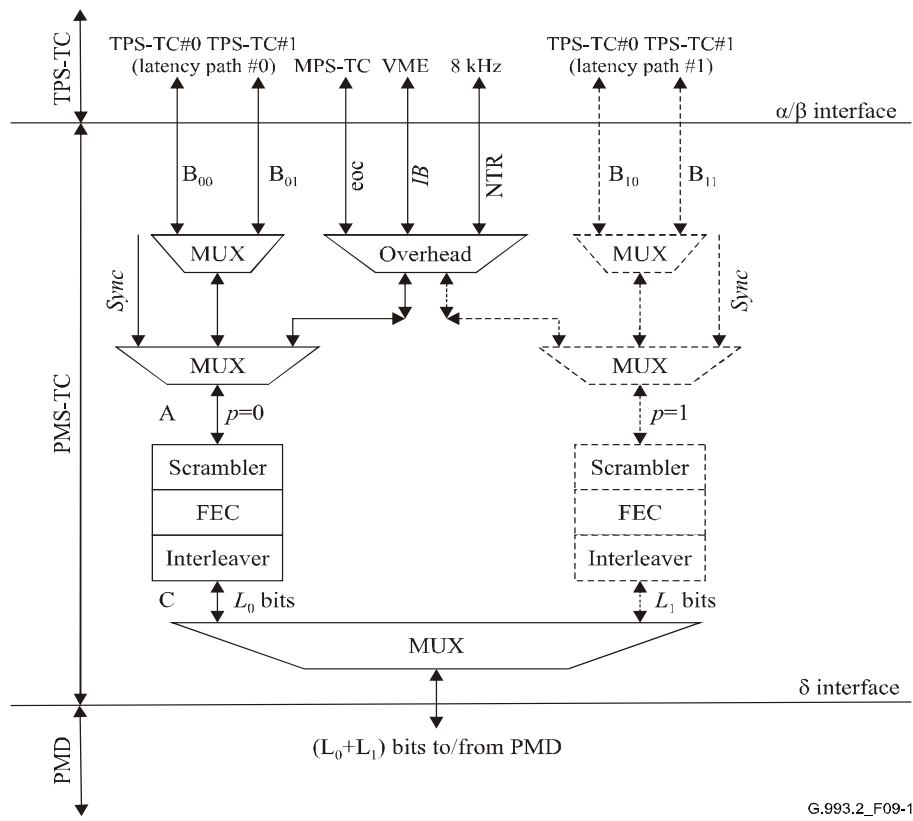 TPS-TC
TPS-TC#0 TPS-TC#1
(latency path #0)
MPS-TC VME 8 kHz
TPS-TC#0 TPS-TC#1
(latency path #1)
α/β interface
PMS-TC
B₀₀
B₀₁
eoc
IB
NTR
B₁₀
B₁₁
MUX
Overhead
MUX
Sync
Sync
MUX
MUX
A
p=0
p=1
Scrambler
Scrambler
FEC
FEC
Interleaver
Interleaver
C
L₀ bits
L₁ bits
MUX
δ interface
PMD
(L₀+L₁) bits to/from PMD
G.993.2_F09-1